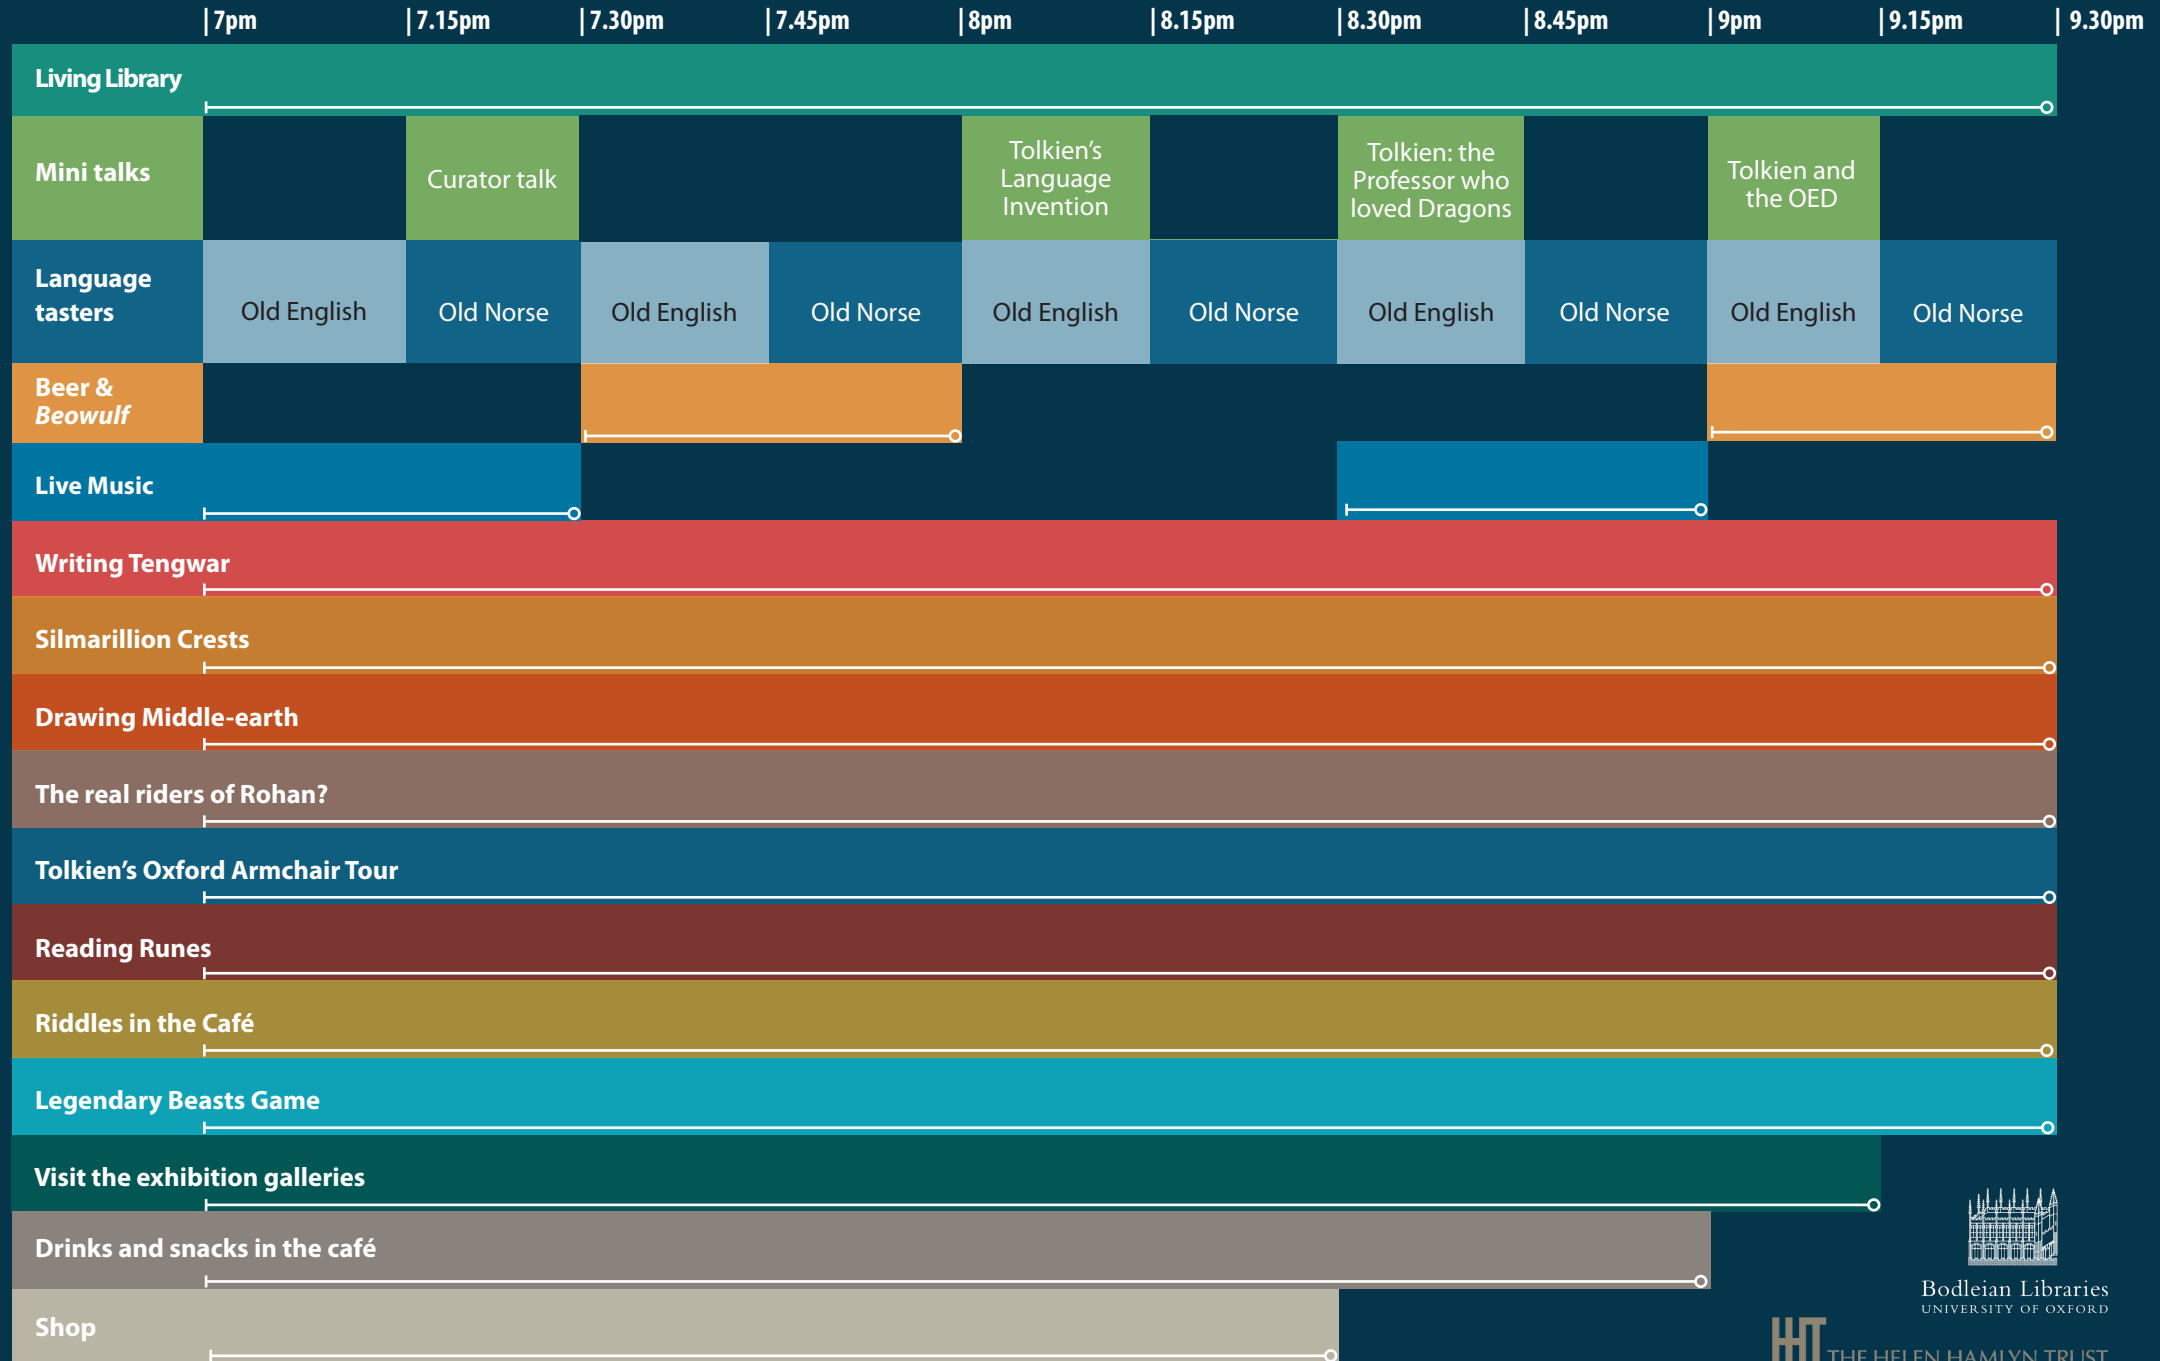 7pm 7.15pm 7.30pm 7.45pm 8pm 8.15pm 8.30pm 8.45pm 9pm 9.15pm 9.30pm
Living Library
Mini talks
Curator talk
Tolkien’s
Language
Invention
Tolkien: the
Professor who
loved Dragons
Tolkien and
the OED
Language
tasters
Old English Old Norse Old English Old Norse Old English Old Norse Old English Old Norse Old English Old Norse
Beer &
Beowulf
Live Music
Writing Tengwar
Silmarillion Crests
Drawing Middle-earth
The real riders of Rohan?
Tolkien’s Oxford Armchair Tour
Reading Runes
Riddles in the Café
Legendary Beasts Game
Visit the exhibition galleries
Drinks and snacks in the café
Shop
Bodleian Libraries
UNIVERSITY OF OXFORD
HHT THE HELEN HAMLYN TRUST